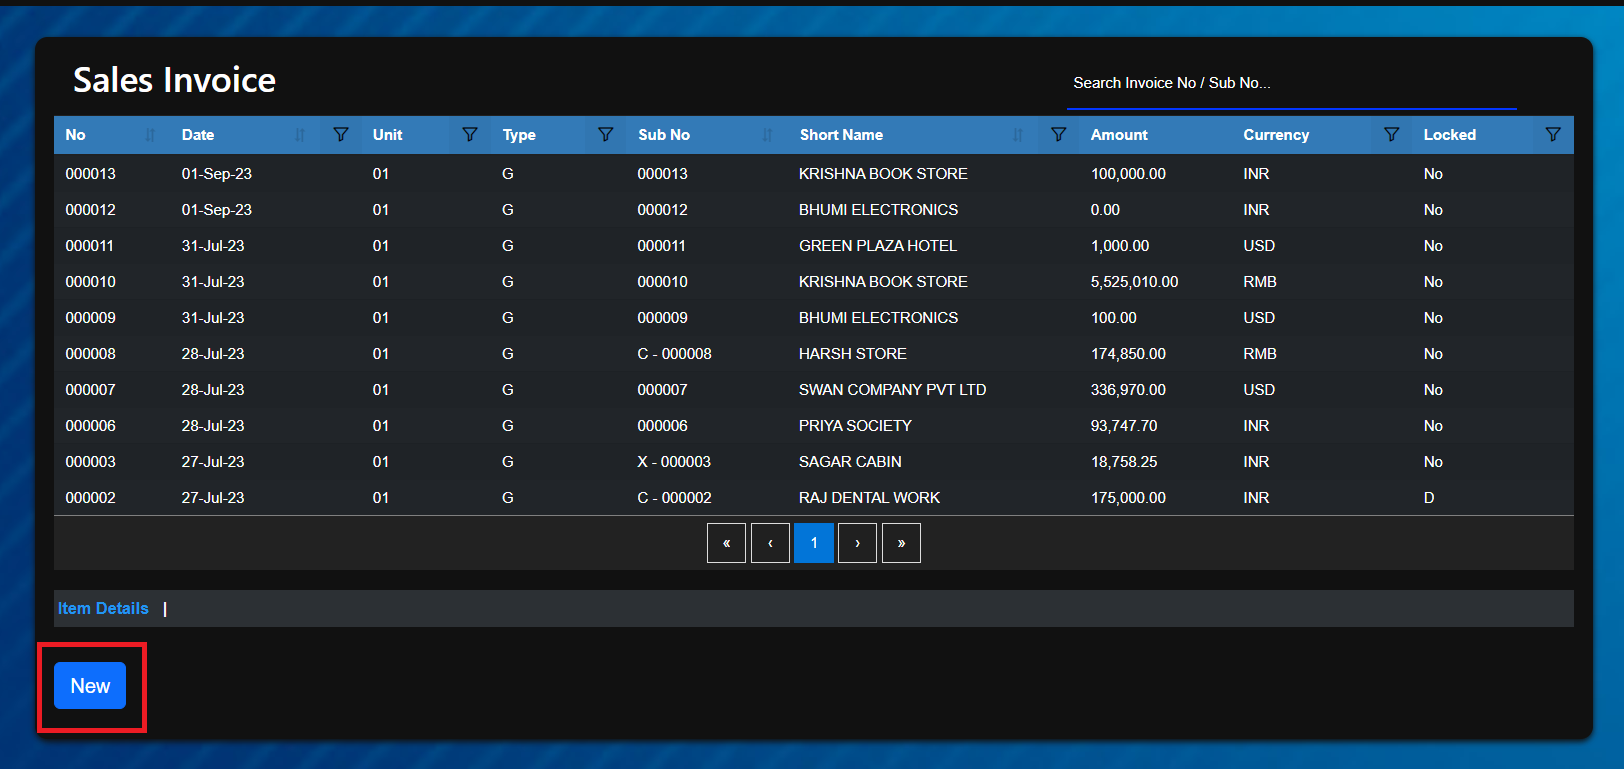 Sales Invoice
Search Invoice No / Sub No...
No Date Unit Type Sub No Short Name Amount Currency Locked
000013 01-Sep-23 01 G 000013 KRISHNA BOOK STORE 100,000.00 INR No
000012 01-Sep-23 01 G 000012 BHUMI ELECTRONICS 0.00 INR No
000011 31-Jul-23 01 G 000011 GREEN PLAZA HOTEL 1,000.00 USD No
000010 31-Jul-23 01 G 000010 KRISHNA BOOK STORE 5,525,010.00 RMB No
000009 31-Jul-23 01 G 000009 BHUMI ELECTRONICS 100.00 USD No
000008 28-Jul-23 01 G C - 000008 HARSH STORE 174,850.00 RMB No
000007 28-Jul-23 01 G 000007 SWAN COMPANY PVT LTD 336,970.00 USD No
000006 28-Jul-23 01 G 000006 PRIYA SOCIETY 93,747.70 INR No
000003 27-Jul-23 01 G X - 000003 SAGAR CABIN 18,758.25 INR No
000002 27-Jul-23 01 G C - 000002 RAJ DENTAL WORK 175,000.00 INR D
« ‹ 1 › »
Item Details |
New